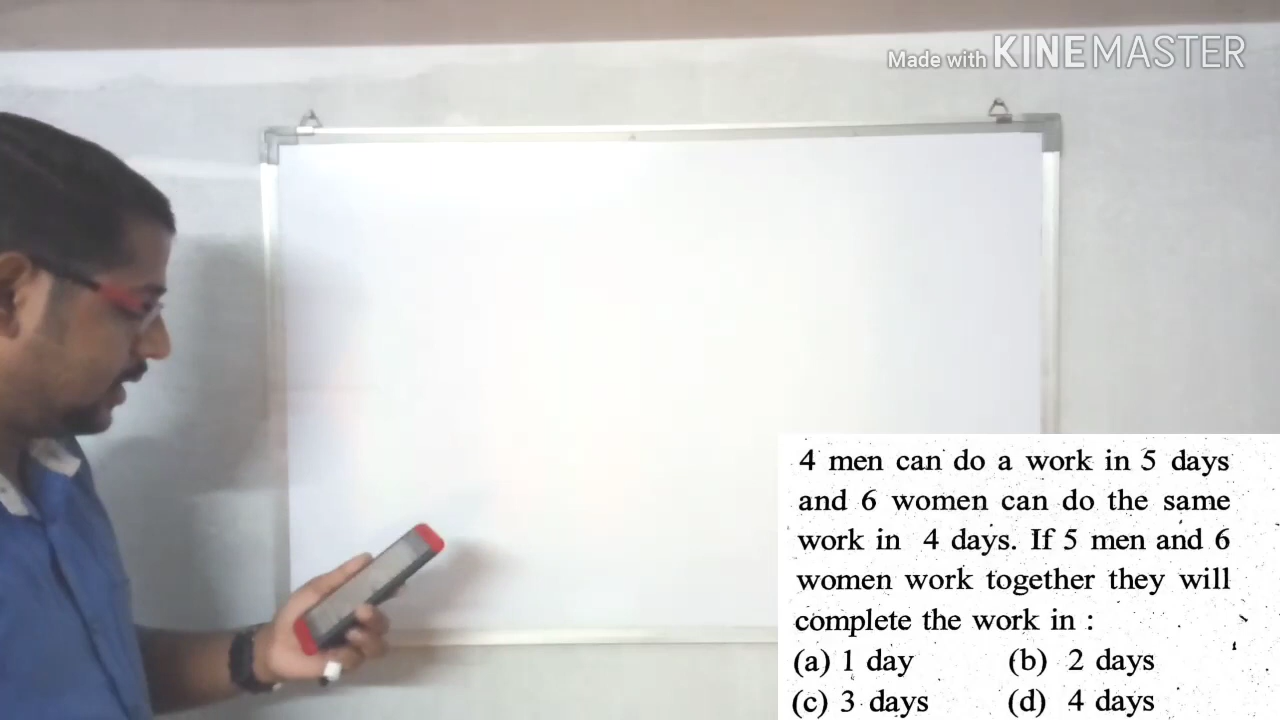 Made with KINEMASTER
4 men can do a work in 5 days
and 6 women can do the same
work in 4 days. If 5 men and 6
women work together they will
complete the work in :
(a) 1 day (b) 2 days
(c) 3 days (d) 4 days